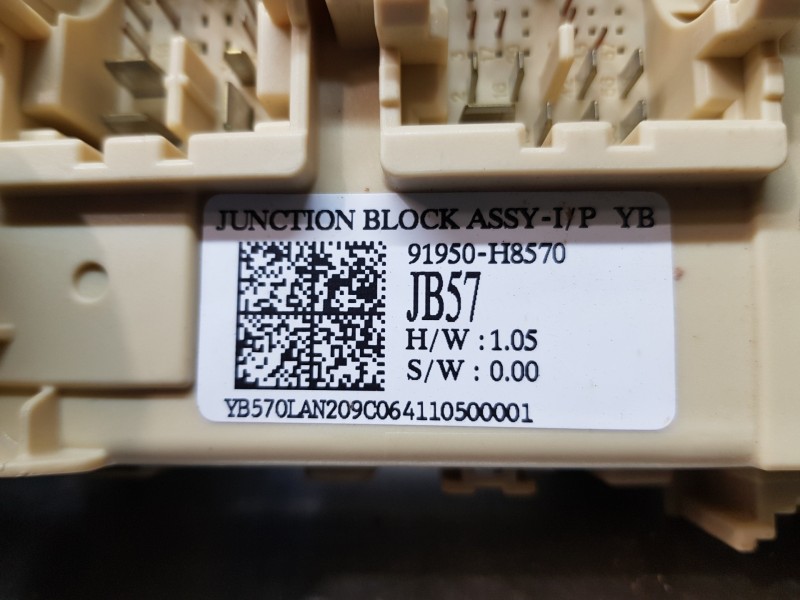 JUNCTION BLOCK ASSY-I/P YB
91950-H8570
JB57
H/W : 1.05
S/W : 0.00
YB570LAN209C064110500001